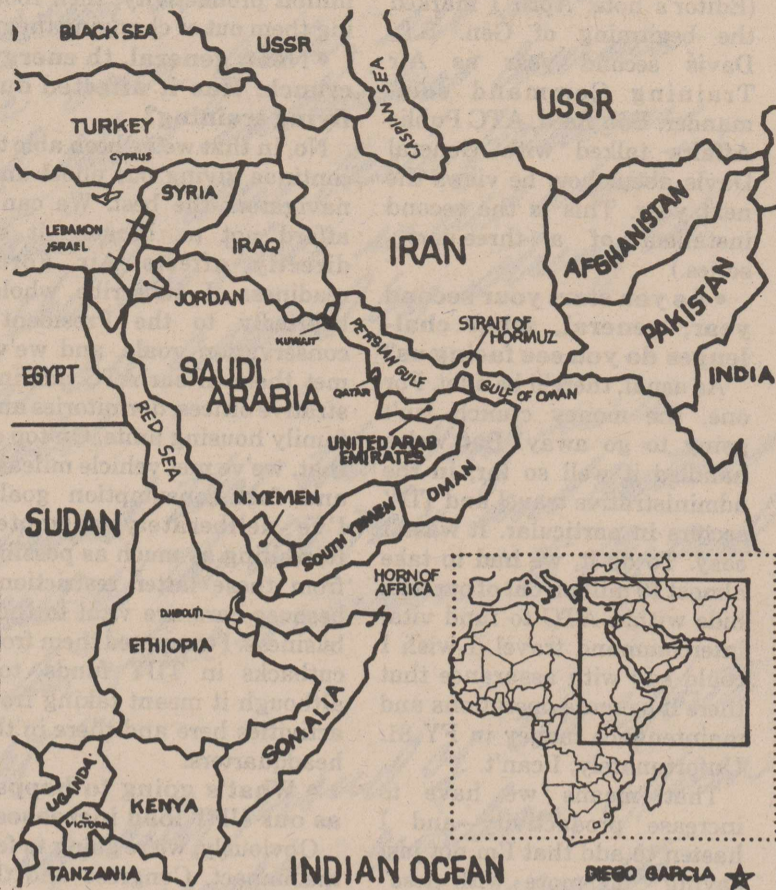 BLACK SEA
USSR
CASPIAN SEA
USSR
TURKEY
CYPRUS
SYRIA
LEBANON
ISRAEL
IRAQ
IRAN
AFGHANISTAN
PAKISTAN
JORDAN
KUWAIT
STRAIT OF
HORMUZ
PERSIAN GULF
EGYPT
SAUDI
ARABIA
QATAR
GULF OF OMAN
INDIA
RED SEA
UNITED ARAB
EMIRATES
OMAN
N.YEMEN
SOUTH YEMEN
SUDAN
HORN OF
AFRICA
DJIBOUTI
ETHIOPIA
SOMALIA
UGANDA
KENYA
L.
VICTORIA
TANZANIA
INDIAN OCEAN
DIEGO GARCIA